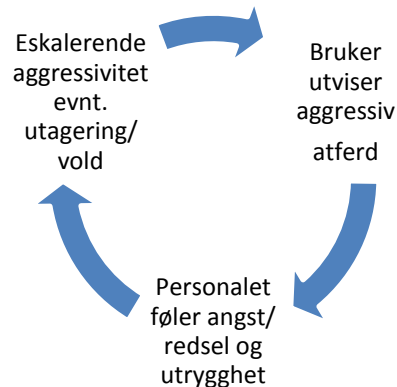 Eskalerende
aggressivitet
evnt.
utagering/
vold
Bruker
utviser
aggressiv
atferd
Personalet
føler angst/
redsel og
utrygghet